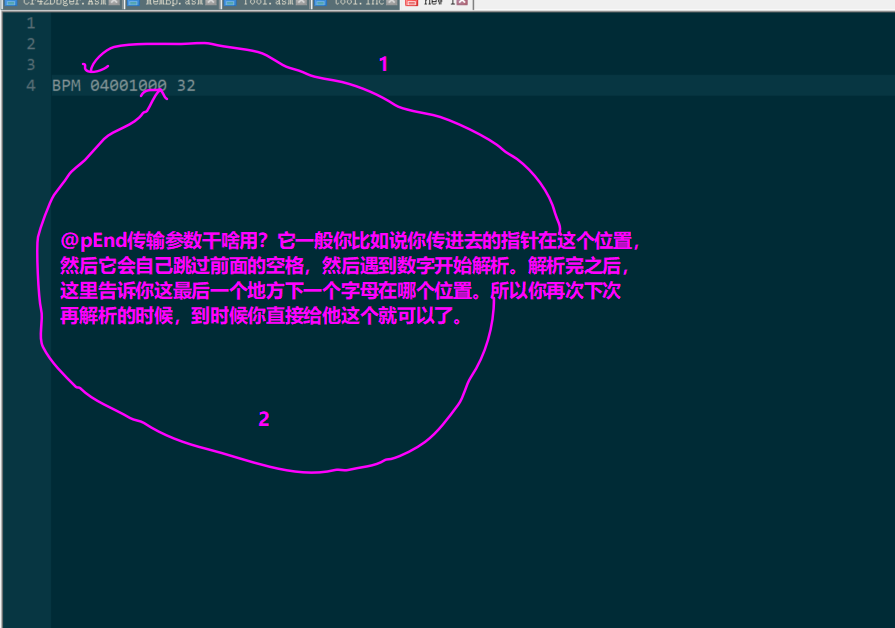 Cr42Dbger.Asm MemBp.asm Tool.asm tool.inc new 1
1
2
3
4 BPM 04001000 32
1
@pEnd传输参数干啥用？它一般你比如说你传进去的指针在这个位置，
然后它会自己跳过前面的空格，然后遇到数字开始解析。解析完之后，
这里告诉你这最后一个地方下一个字母在哪个位置。所以你再次下次
再解析的时候，到时候你直接给他这个就可以了。
2